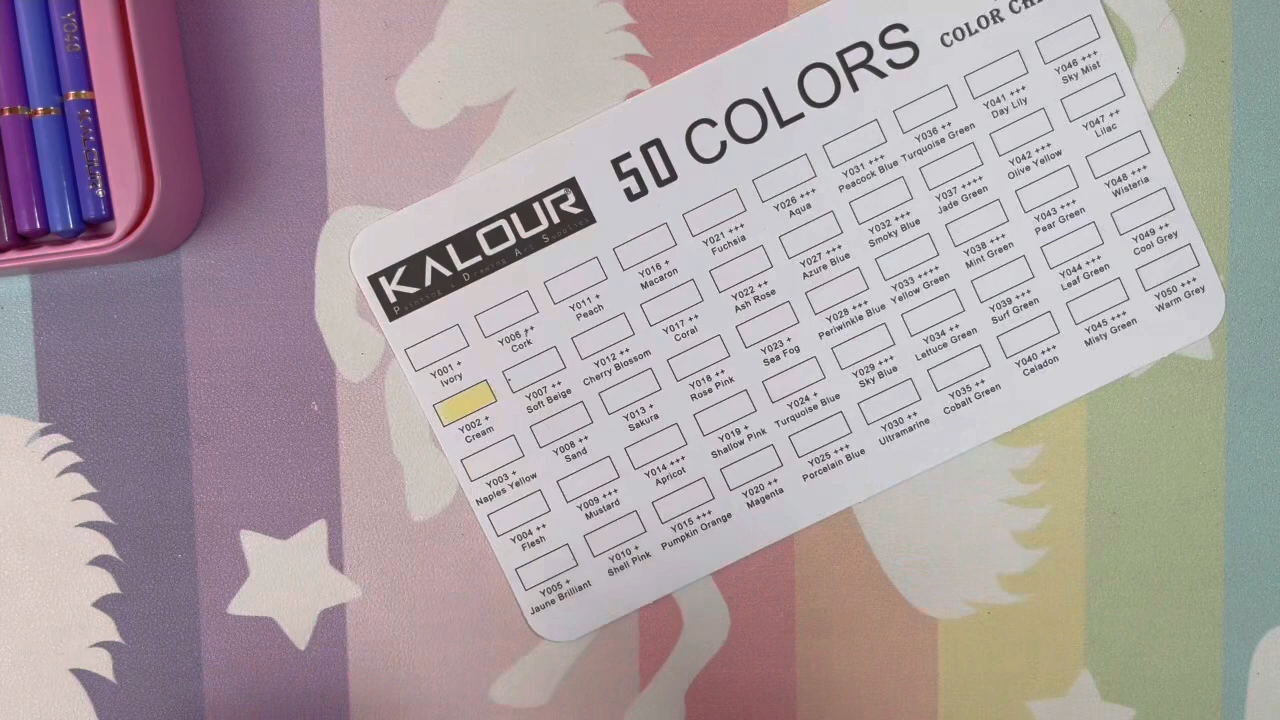 Y049
KALOUR
50 COLORS
COLOR
KALOUR
Painting & Drawing Art Supplies
Y001 +
Ivory
Y002 +
Cream
Y003 +
Naples Yellow
Y004 ++
Flesh
Y005 +
Jaune Brilliant
Y006 ++
Cork
Y007 ++
Soft Beige
Y008 ++
Sand
Y009 +++
Mustard
Y010 +
Shell Pink
Y011 +
Peach
Y012 ++
Cherry Blossom
Y013 +
Sakura
Y014 +++
Apricot
Y015 +++
Pumpkin Orange
Y016 +
Macaron
Y017 ++
Coral
Y018 ++
Rose Pink
Y019 +
Shallow Pink
Y020 ++
Magenta
Y021 +++
Fuchsia
Y022 ++
Ash Rose
Y023 +
Sea Fog
Y024 +
Turquoise Blue
Y025 +++
Porcelain Blue
Y026 +++
Aqua
Y027 +++
Azure Blue
Y028 +++
Periwinkle Blue
Y029 +++
Sky Blue
Y030 ++
Ultramarine
Y031 +++
Peacock Blue
Y032 +++
Smoky Blue
Y033 ++++
Yellow Green
Y034 ++
Lettuce Green
Y035 ++
Cobalt Green
Y036 ++
Turquoise Green
Y037 ++++
Jade Green
Y038 +++
Mint Green
Y039 +++
Surf Green
Y040 +++
Celadon
Y041 +++
Day Lily
Y042 +++
Olive Yellow
Y043 +++
Pear Green
Y044 +++
Leaf Green
Y045 +++
Misty Green
Y046 +++
Sky Mist
Y047 ++
Lilac
Y048 +++
Wisteria
Y049 ++
Cool Grey
Y050 +++
Warm Grey